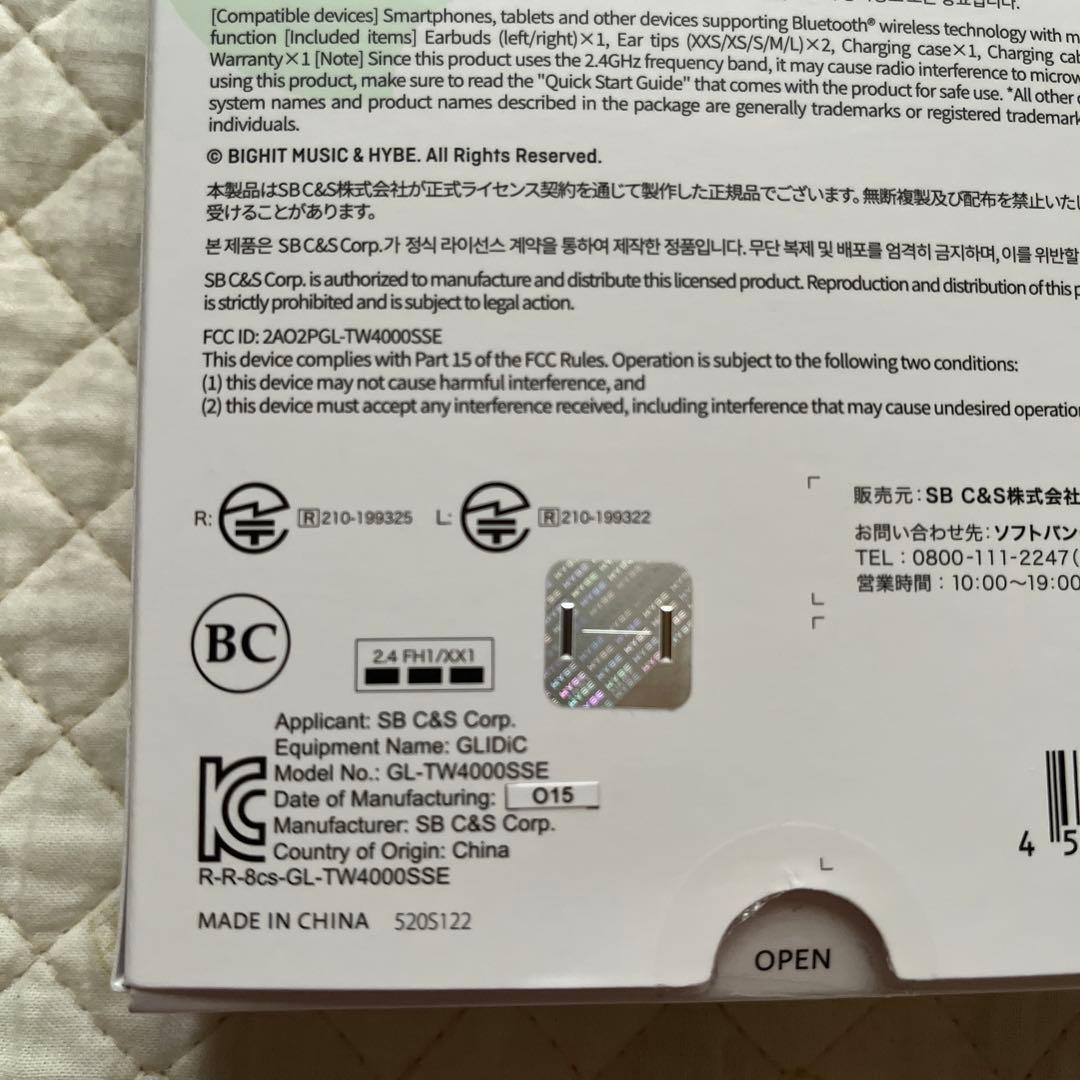 [Compatible devices] Smartphones, tablets and other devices supporting Bluetooth® wireless technology with m
function [Included items] Earbuds (left/right)×1, Ear tips (XXS/XS/S/M/L)×2, Charging case×1, Charging cab
Warranty×1 [Note] Since this product uses the 2.4GHz frequency band, it may cause radio interference to microw
using this product, make sure to read the "Quick Start Guide" that comes with the product for safe use. *All other
system names and product names described in the package are generally trademarks or registered trademark
individuals.
© BIGHIT MUSIC & HYBE. All Rights Reserved.
本製品はSB C&S株式会社が正式ライセンス契約を通じて製作した正規品でございます。無断複製及び配布を禁止いたし
受けることがあります。
본 제품은 SB C&S Corp.가 정식 라이선스 계약을 통하여 제작한 정품입니다. 무단 복제 및 배포를 엄격히 금지하며, 이를 위반할
SB C&S Corp. is authorized to manufacture and distribute this licensed product. Reproduction and distribution of this p
is strictly prohibited and is subject to legal action.
FCC ID: 2AO2PGL-TW4000SSE
This device complies with Part 15 of the FCC Rules. Operation is subject to the following two conditions:
(1) this device may not cause harmful interference, and
(2) this device must accept any interference received, including interference that may cause undesired operation
R: R 210-199325 L: R 210-199322
販売元：SB C&S株式会社
お問い合わせ先：ソフトバン
TEL：0800-111-2247(
営業時間：10:00～19:00
BC
2.4 FH1/XX1
HYBE
Applicant: SB C&S Corp.
Equipment Name: GLIDiC
Model No.: GL-TW4000SSE
Date of Manufacturing: O15
Manufacturer: SB C&S Corp.
Country of Origin: China
R-R-8cs-GL-TW4000SSE
MADE IN CHINA 520S122
4 5
OPEN